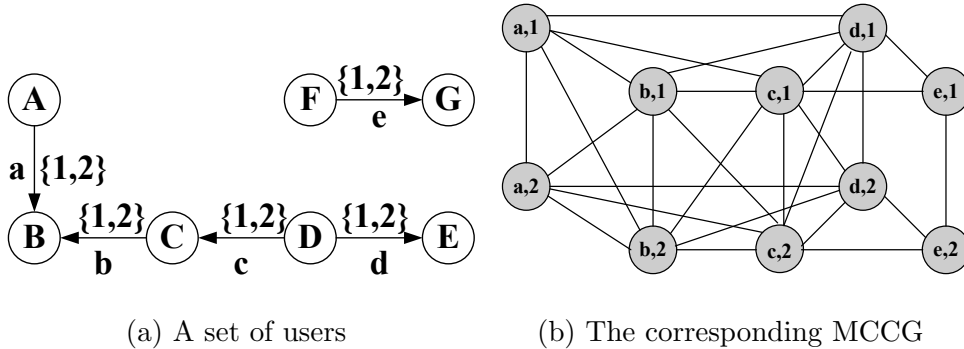 a,1 d,1
{1,2}
A F G b,1 c,1 e,1
e
a {1,2}
a,2 d,2
{1,2} {1,2} {1,2}
B C D E
b c d
b,2 c,2 e,2
(a) A set of users (b) The corresponding MCCG